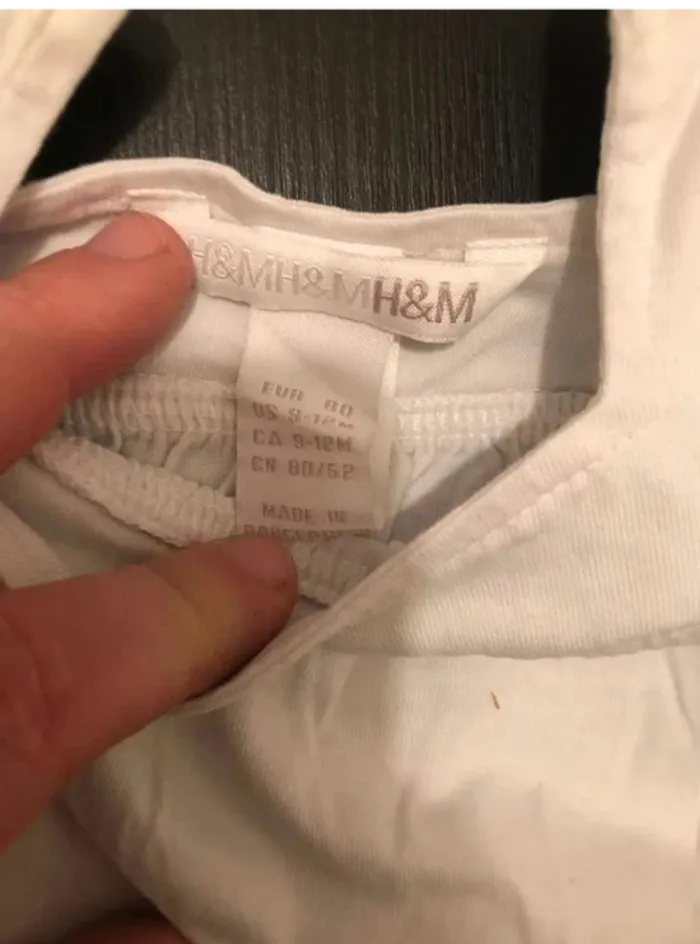 H&MH&MH&M
EUR 80
US 9-12M
CA 9-12M
CN 80/52
MADE IN